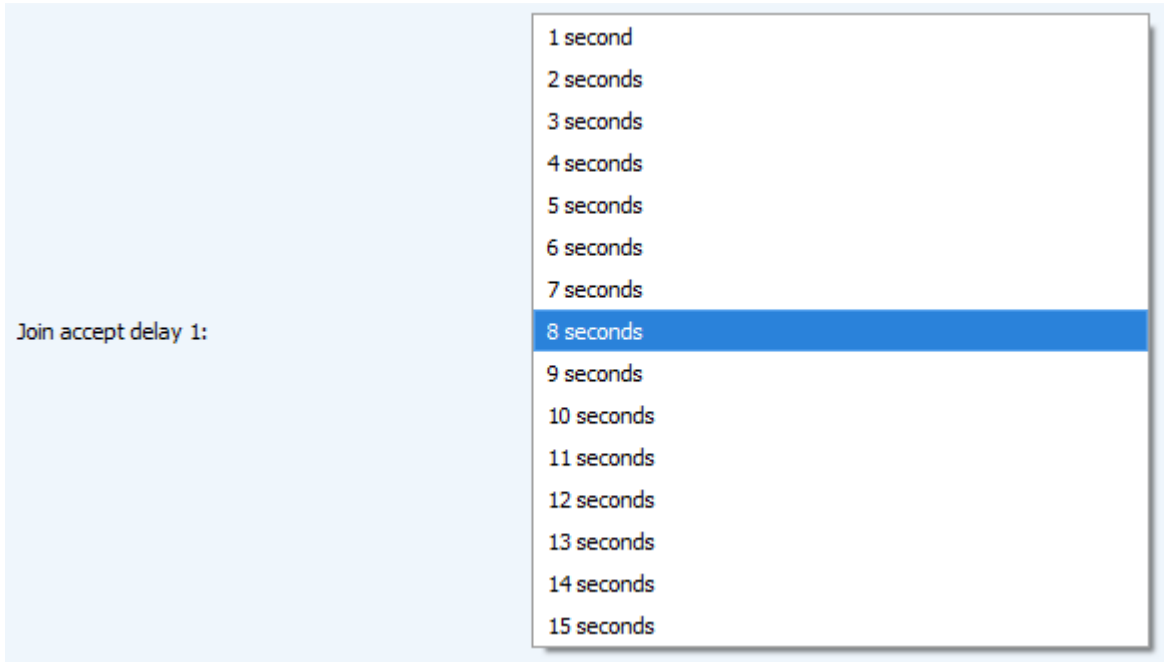 1 second
2 seconds
3 seconds
4 seconds
5 seconds
6 seconds
7 seconds
Join accept delay 1:
8 seconds
9 seconds
10 seconds
11 seconds
12 seconds
13 seconds
14 seconds
15 seconds